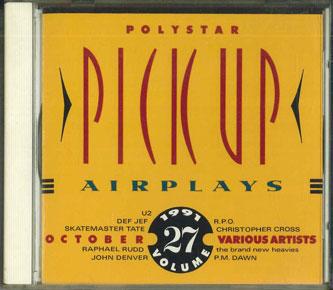 POLYSTAR
PICK UP
AIRPLAYS
1991
27
VOLUME
OCTOBER
VARIOUS ARTISTS
U2
DEF JEF
SKATEMASTER TATE
RAPHAEL RUDD
JOHN DENVER
R.P.O.
CHRISTOPHER CROSS
the brand new heavies
P.M. DAWN